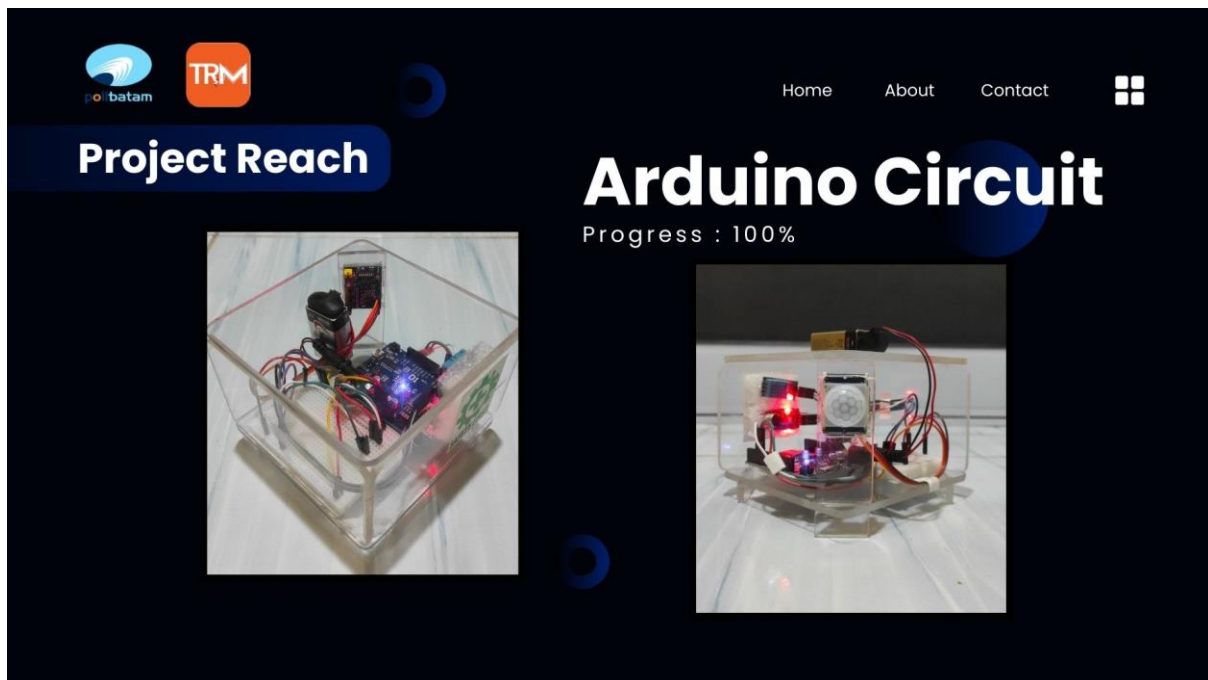 polibatam
TRM
Home About Contact
Project Reach
Arduino Circuit
Progress : 100%